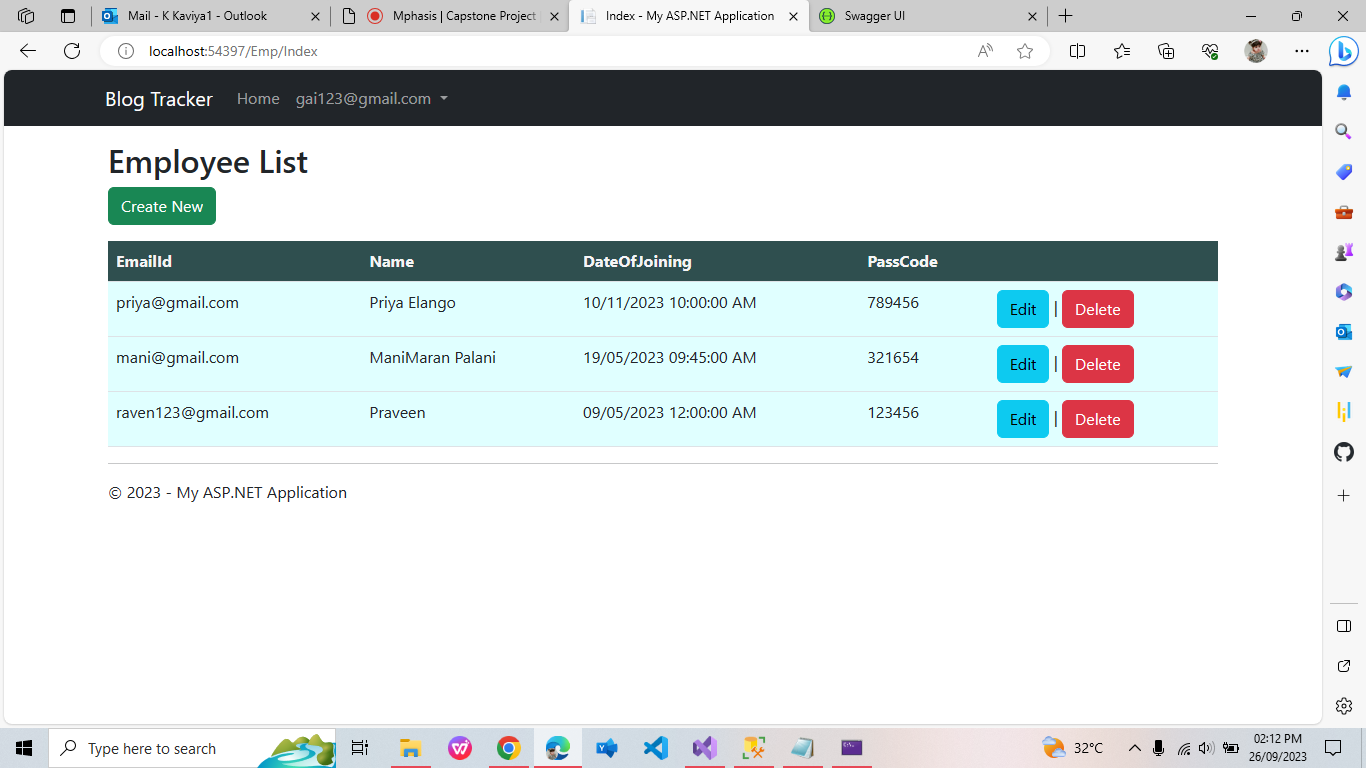 Mail - K Kaviya1 - Outlook
Mphasis | Capstone Project
Index - My ASP.NET Application
Swagger UI
localhost:54397/Emp/Index
Blog Tracker Home gai123@gmail.com
Employee List
Create New
EmailId Name DateOfJoining PassCode
priya@gmail.com Priya Elango 10/11/2023 10:00:00 AM 789456 Edit | Delete
mani@gmail.com ManiMaran Palani 19/05/2023 09:45:00 AM 321654 Edit | Delete
raven123@gmail.com Praveen 09/05/2023 12:00:00 AM 123456 Edit | Delete
© 2023 - My ASP.NET Application
Type here to search
32°C
02:12 PM
26/09/2023